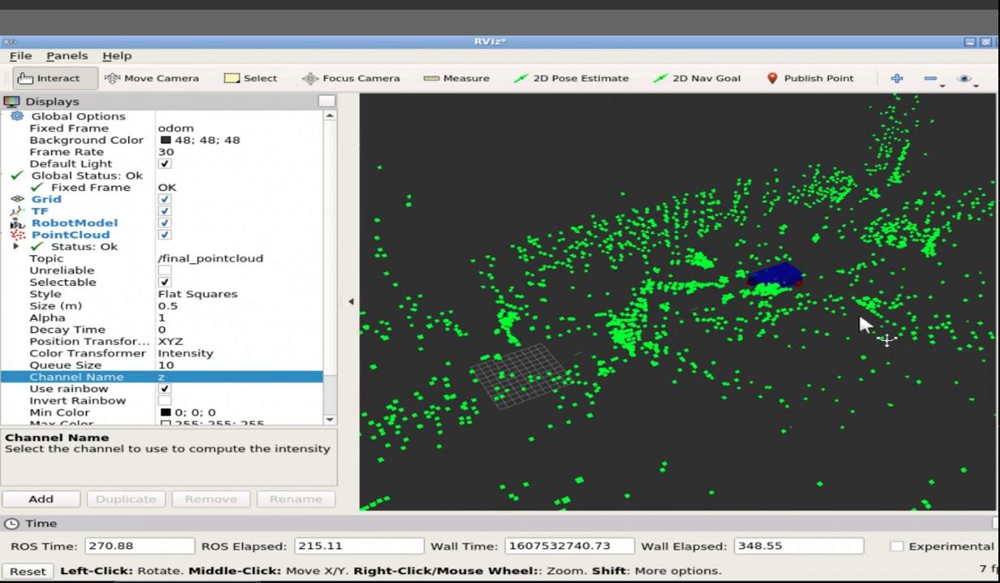 RViz*
File Panels Help
Interact Move Camera Select Focus Camera Measure 2D Pose Estimate 2D Nav Goal Publish Point
Displays
Global Options
Fixed Frame odom
Background Color 48; 48; 48
Frame Rate 30
Default Light
Global Status: Ok
Fixed Frame OK
Grid
TF
RobotModel
PointCloud
Status: Ok
Topic /final_pointcloud
Unreliable
Selectable
Style Flat Squares
Size (m) 0.5
Alpha 1
Decay Time 0
Position Transfor... XYZ
Color Transformer Intensity
Queue Size 10
Channel Name z
Use rainbow
Invert Rainbow
Min Color 0; 0; 0
Max Color 255; 255; 255
Channel Name
Select the channel to use to compute the intensity
Add Duplicate Remove Rename
Time
ROS Time: 270.88 ROS Elapsed: 215.11 Wall Time: 1607532740.73 Wall Elapsed: 348.55 Experimental
Reset Left-Click: Rotate. Middle-Click: Move X/Y. Right-Click/Mouse Wheel:: Zoom. Shift: More options. 7